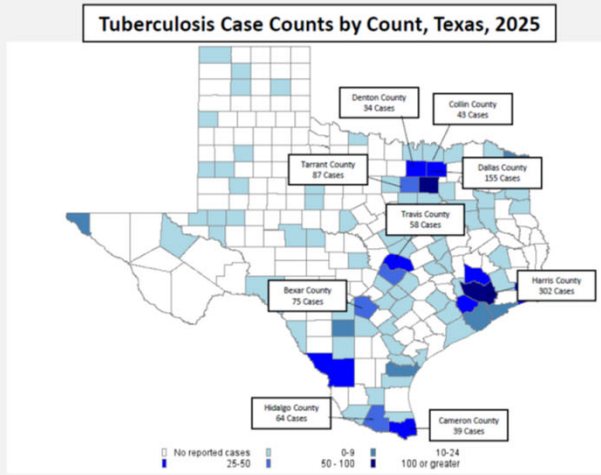 Tuberculosis Case Counts by Count, Texas, 2025
Denton County
34 Cases
Collin County
43 Cases
Tarrant County
87 Cases
Dallas County
155 Cases
Travis County
58 Cases
Bexar County
75 Cases
Harris County
302 Cases
Hidalgo County
64 Cases
Cameron County
39 Cases
No reported cases 0-9 10-24
25-50 50 - 100 100 or greater